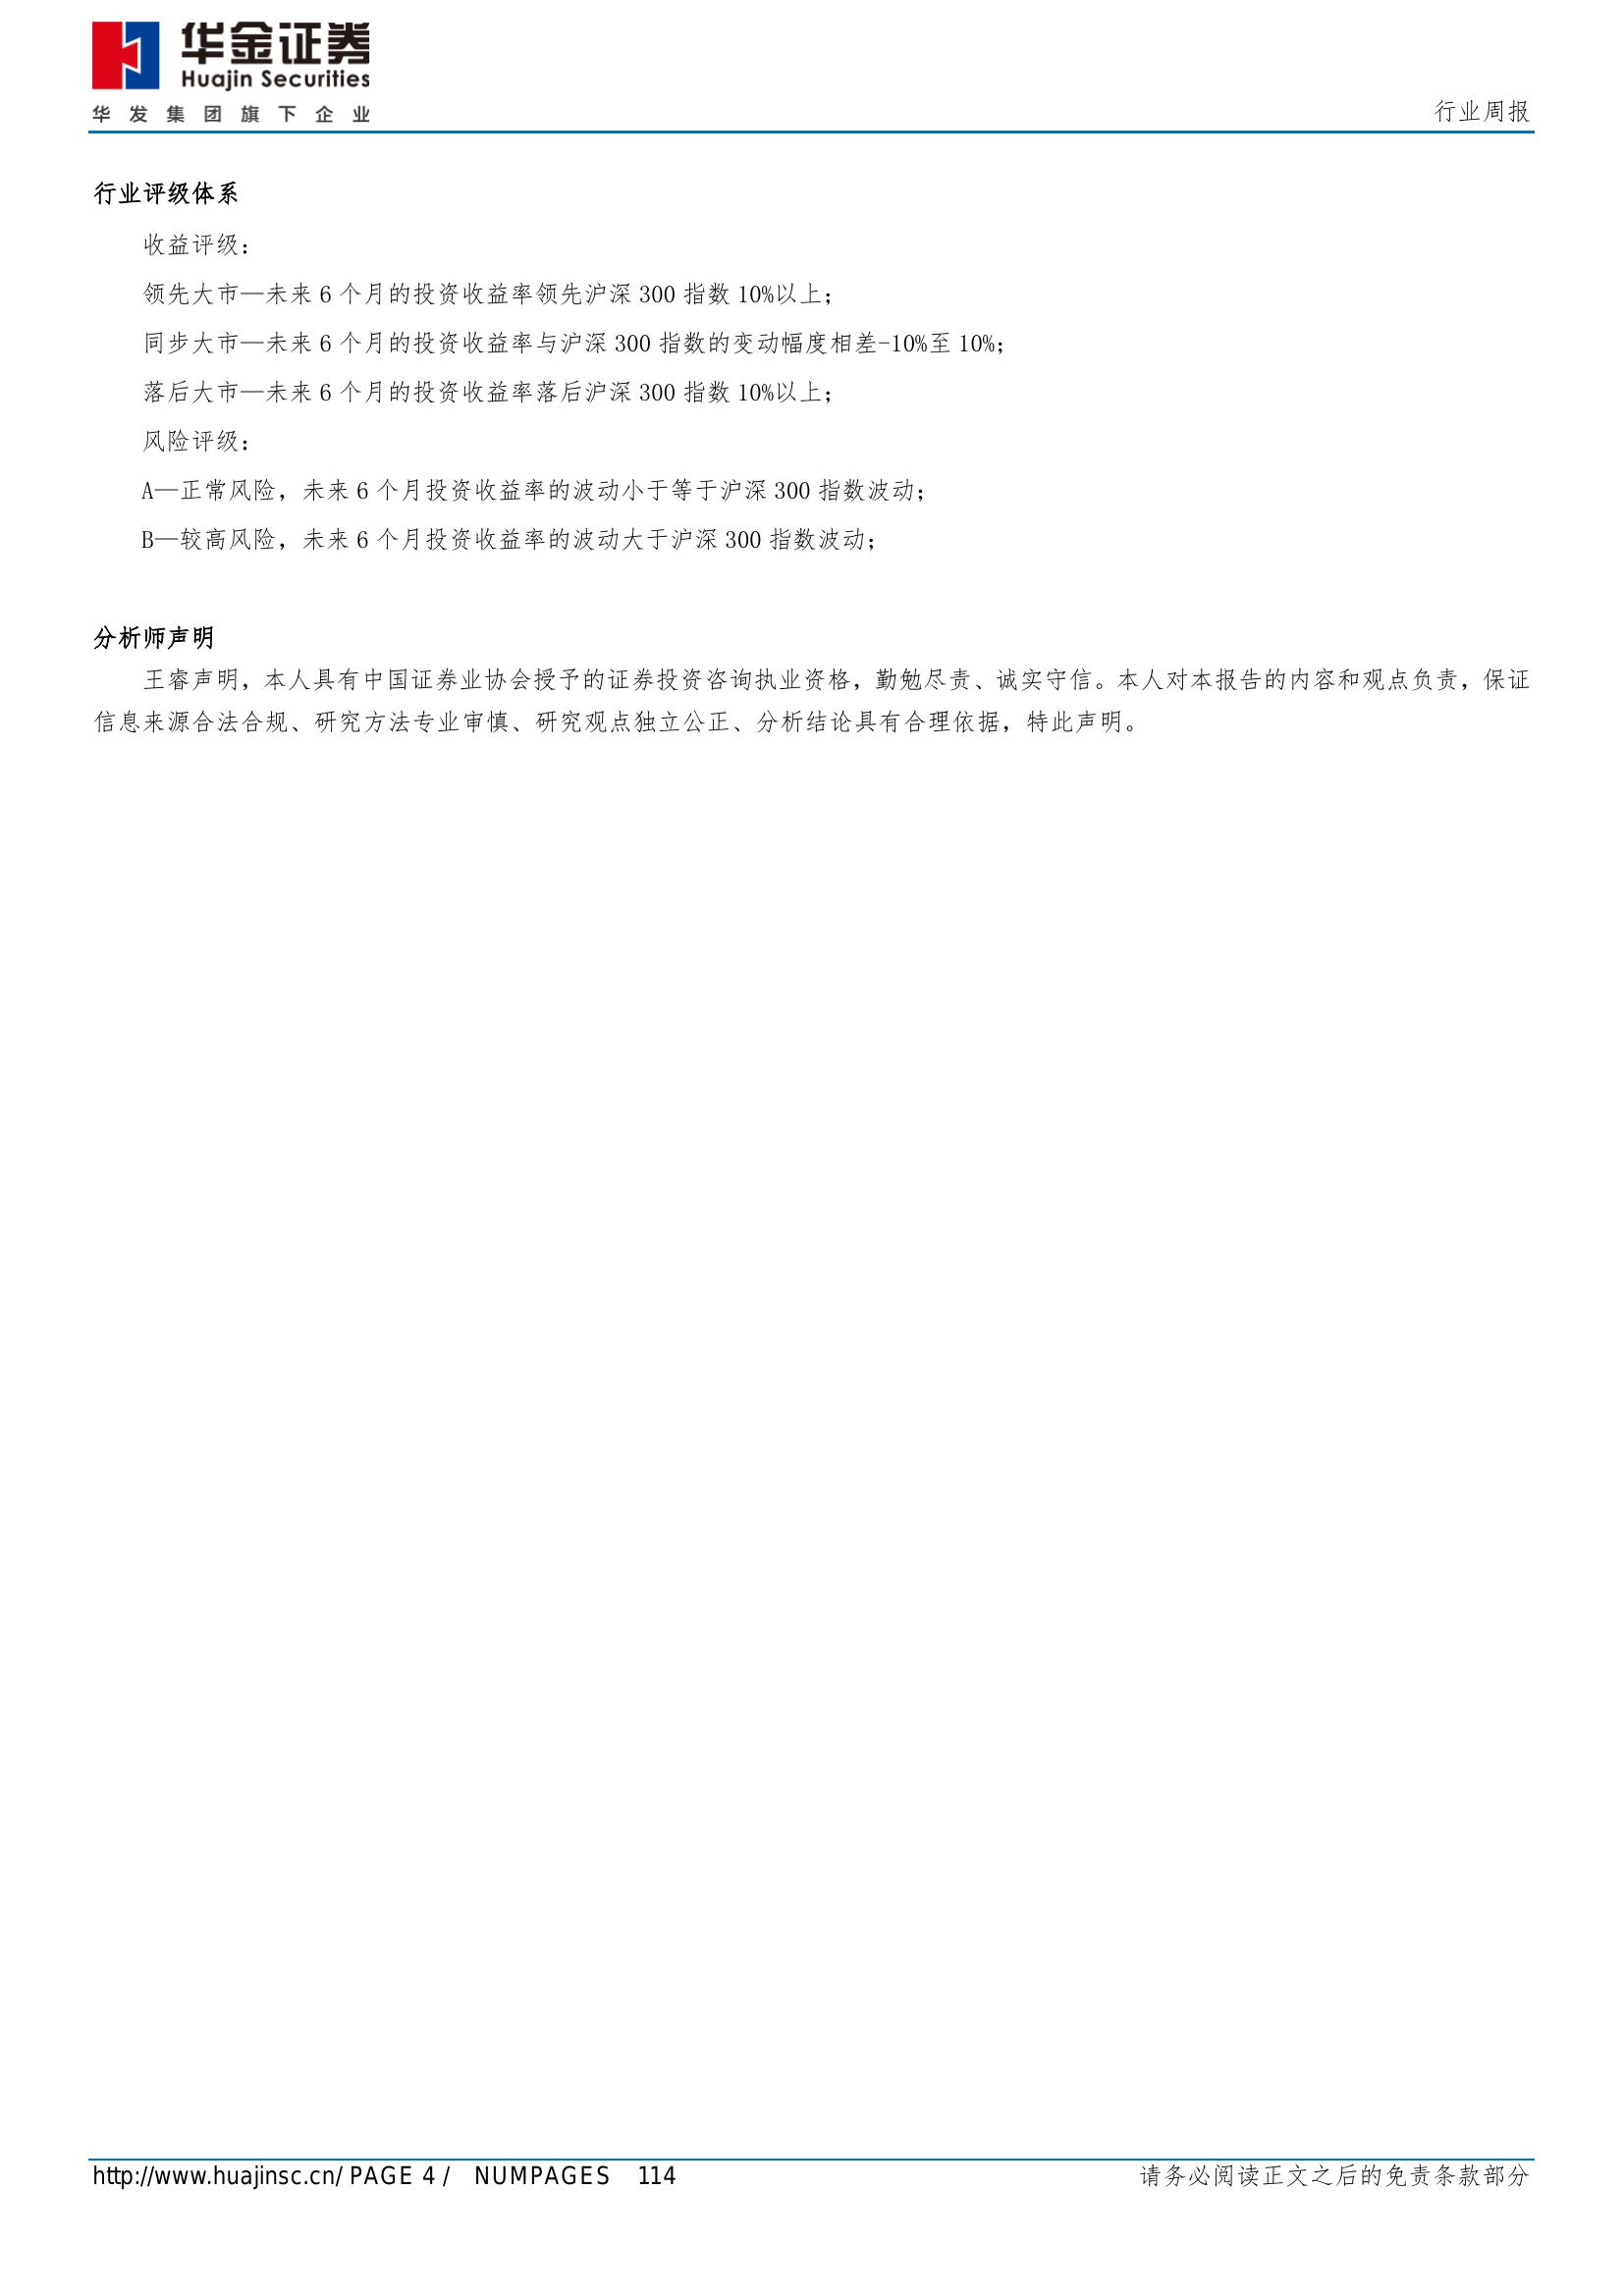 华金证券
Huajin Securities
华发集团旗下企业
行业周报
行业评级体系
收益评级：
领先大市—未来 6 个月的投资收益率领先沪深 300 指数 10%以上；
同步大市—未来 6 个月的投资收益率与沪深 300 指数的变动幅度相差-10%至 10%；
落后大市—未来 6 个月的投资收益率落后沪深 300 指数 10%以上；
风险评级：
A—正常风险，未来 6 个月投资收益率的波动小于等于沪深 300 指数波动；
B—较高风险，未来 6 个月投资收益率的波动大于沪深 300 指数波动；
分析师声明
王睿声明，本人具有中国证券业协会授予的证券投资咨询执业资格，勤勉尽责、诚实守信。本人对本报告的内容和观点负责，保证
信息来源合法合规、研究方法专业审慎、研究观点独立公正、分析结论具有合理依据，特此声明。
http://www.huajinsc.cn/ PAGE 4 / NUMPAGES 114
请务必阅读正文之后的免责条款部分